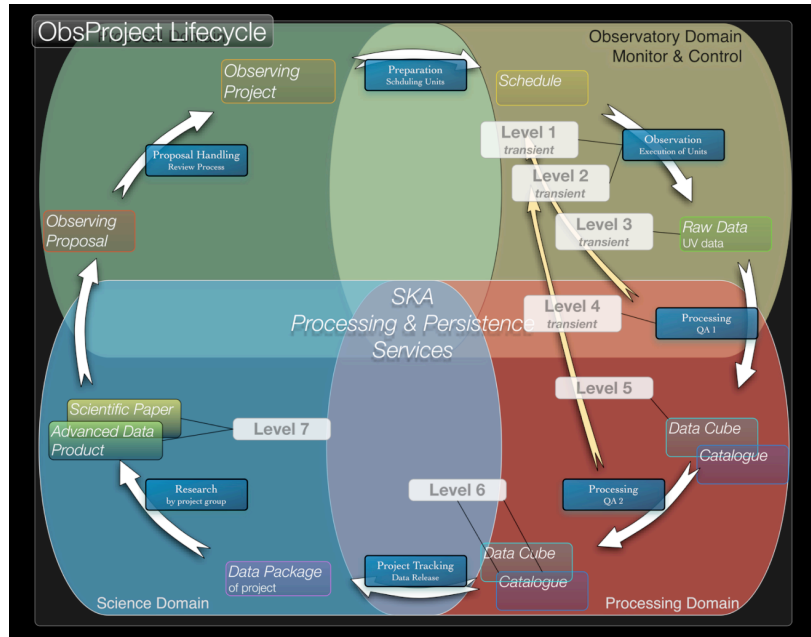 ObsProject Lifecycle
Observatory Domain
Monitor & Control
Observing
Project
Preparation
Schduling Units
Schedule
Level 1
transient
Observation
Execution of Units
Proposal Handling
Review Process
Level 2
transient
Observing
Proposal
Level 3
transient
Raw Data
UV data
SKA
Processing & Persistence
Services
Level 4
transient
Processing
QA 1
Level 5
Scientific Paper
Advanced Data
Product
Level 7
Data Cube
Catalogue
Research
by project group
Level 6
Processing
QA 2
Data Package
of project
Project Tracking
Data Release
Data Cube
Catalogue
Science Domain
Processing Domain